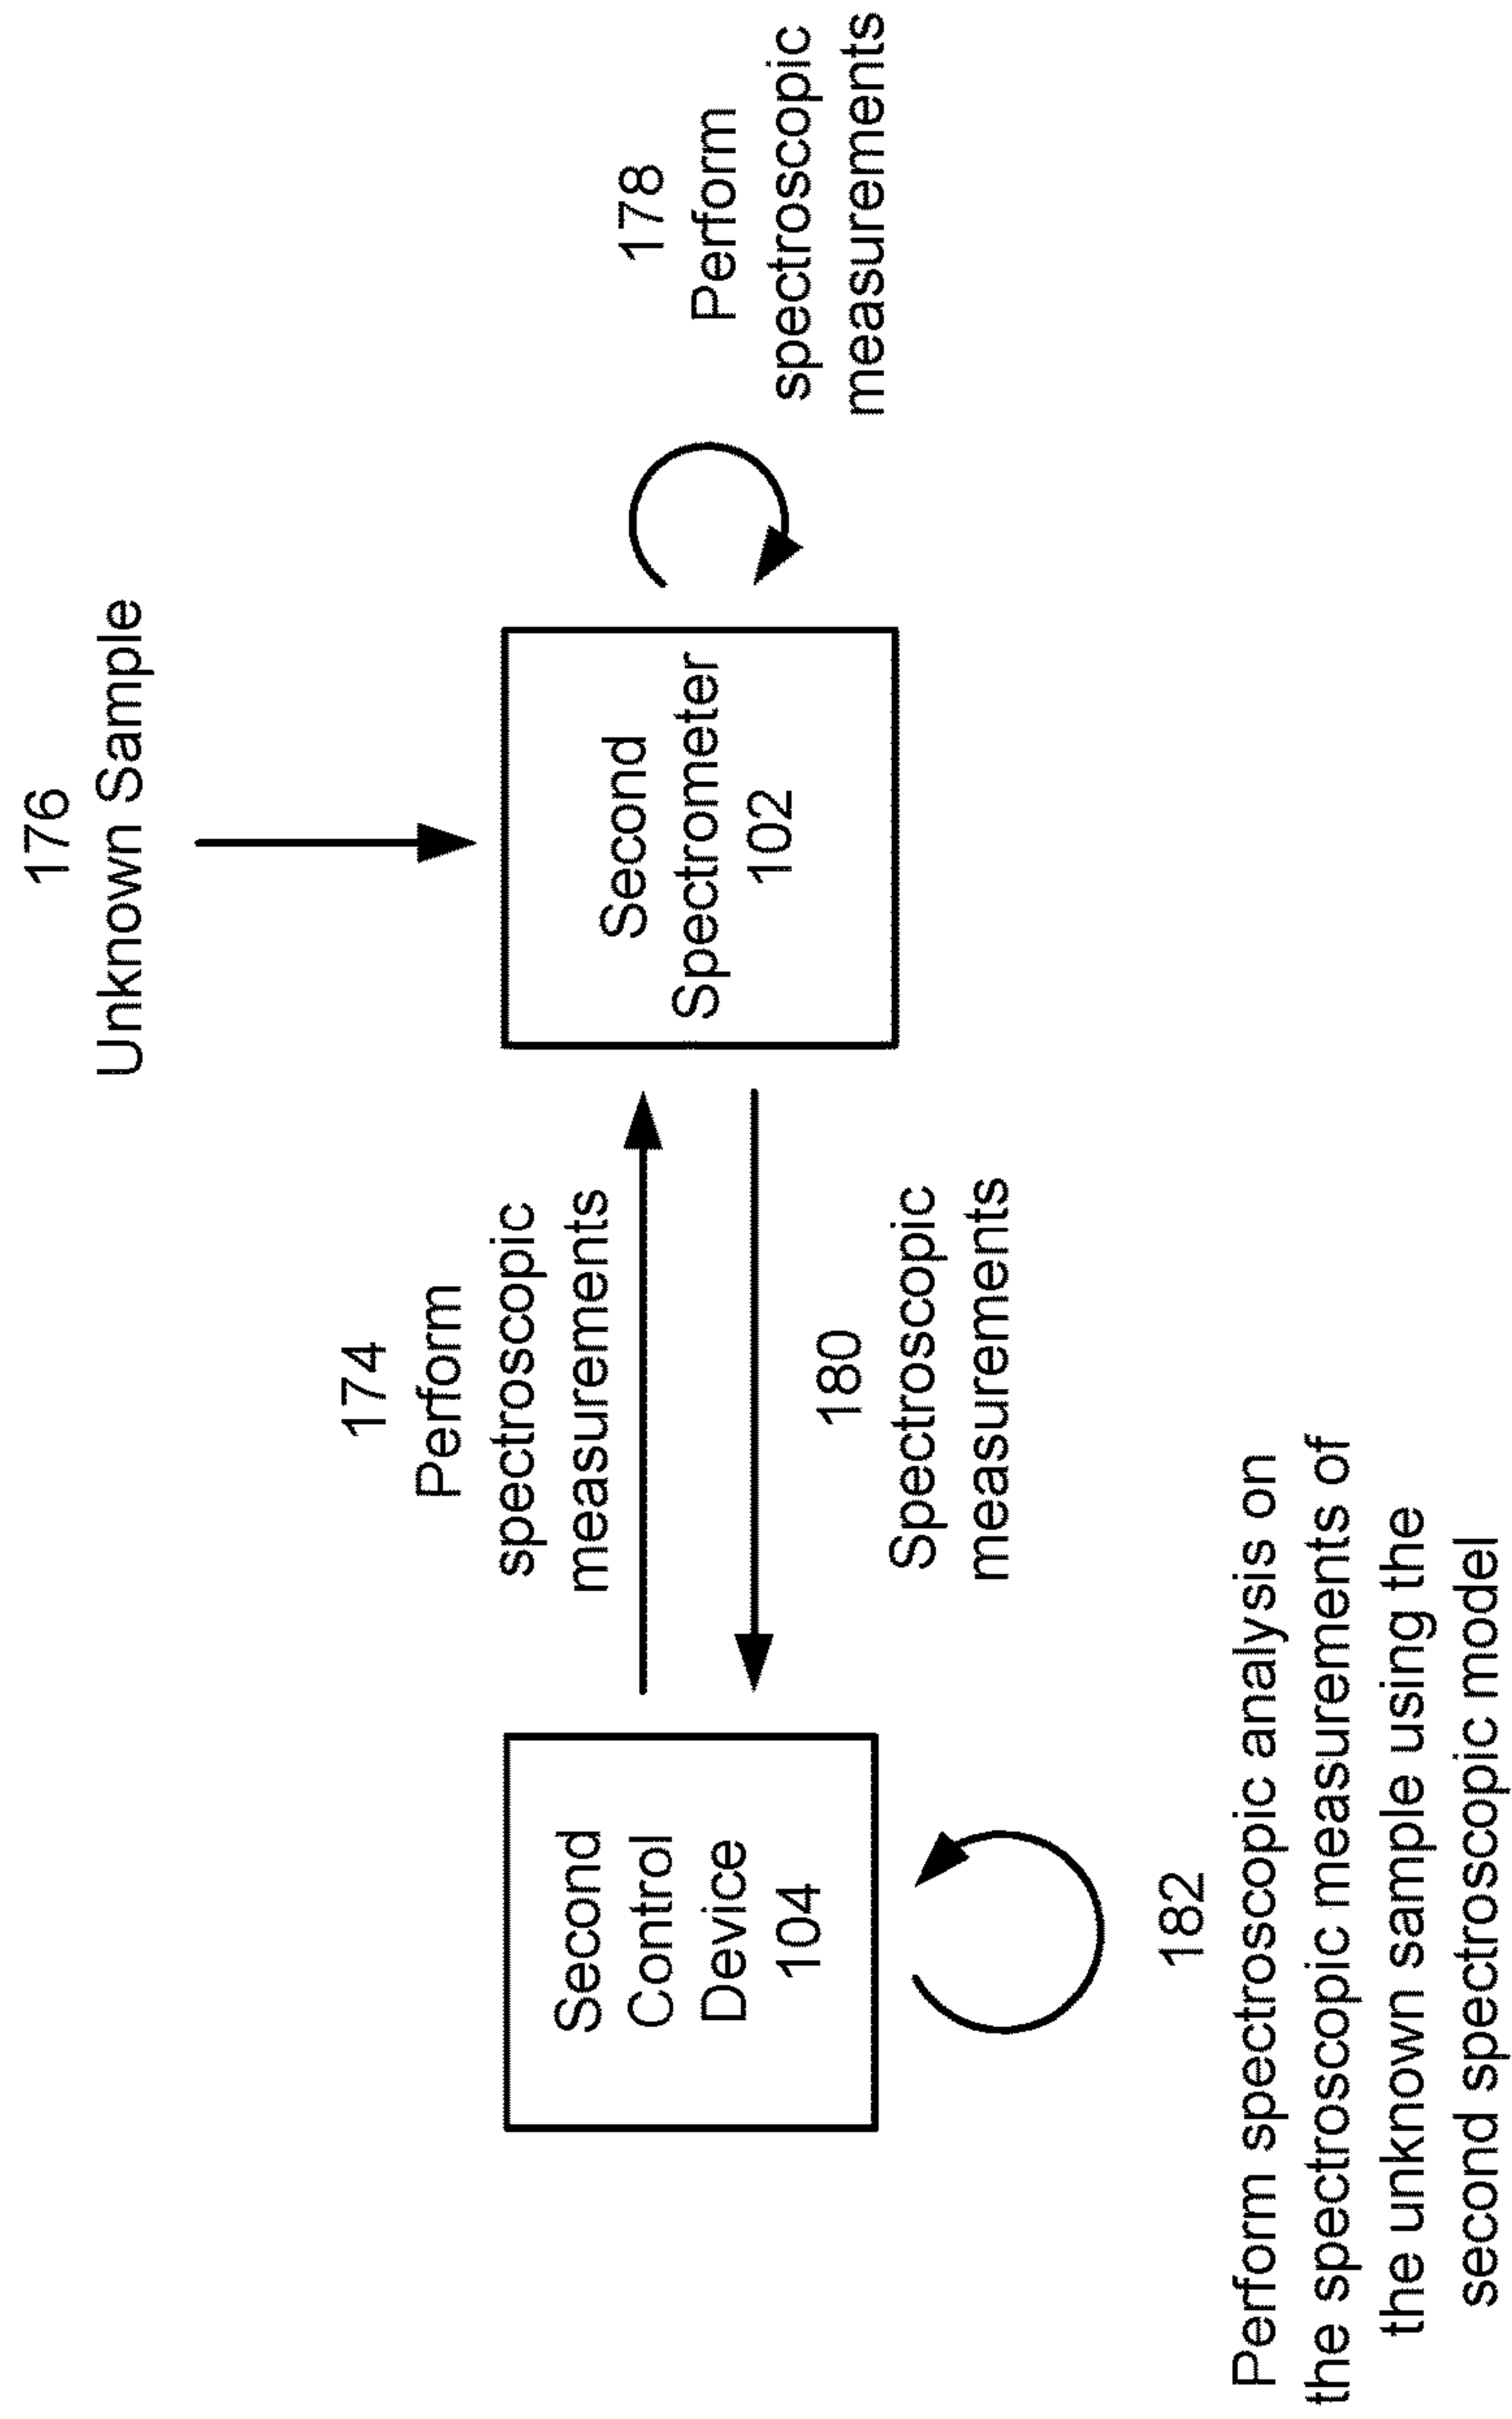 176
Unknown Sample
174
Perform
spectroscopic
measurements
178
Perform
spectroscopic
measurements
Second
Control
Device
104
Second
Spectrometer
102
180
Spectroscopic
measurements
182
Perform spectroscopic analysis on
the spectroscopic measurements of
the unknown sample using the
second spectroscopic model